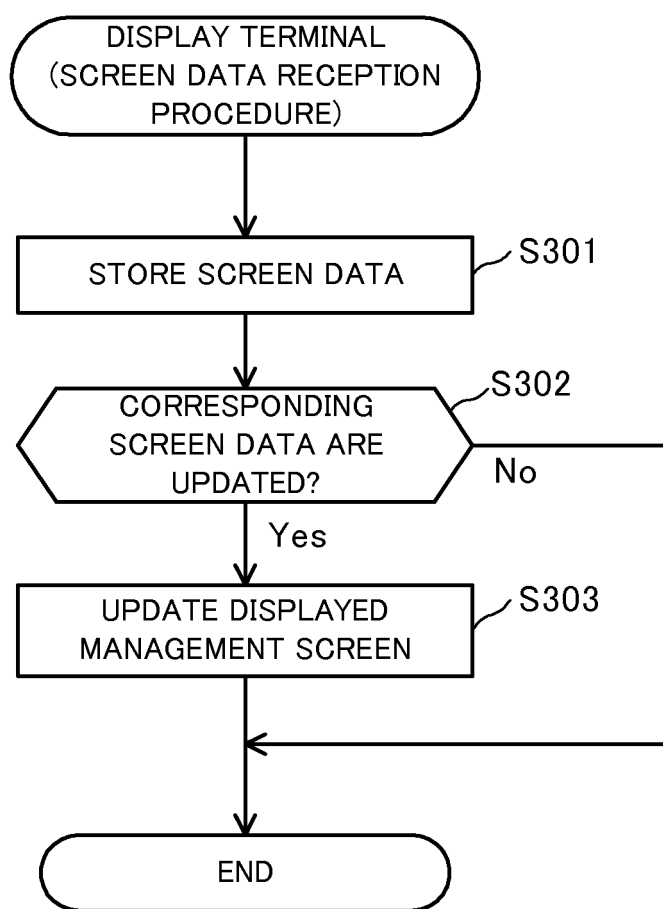 DISPLAY TERMINAL
(SCREEN DATA RECEPTION
PROCEDURE)
STORE SCREEN DATA
S301
CORRESPONDING
SCREEN DATA ARE
UPDATED?
S302
No
Yes
UPDATE DISPLAYED
MANAGEMENT SCREEN
S303
END